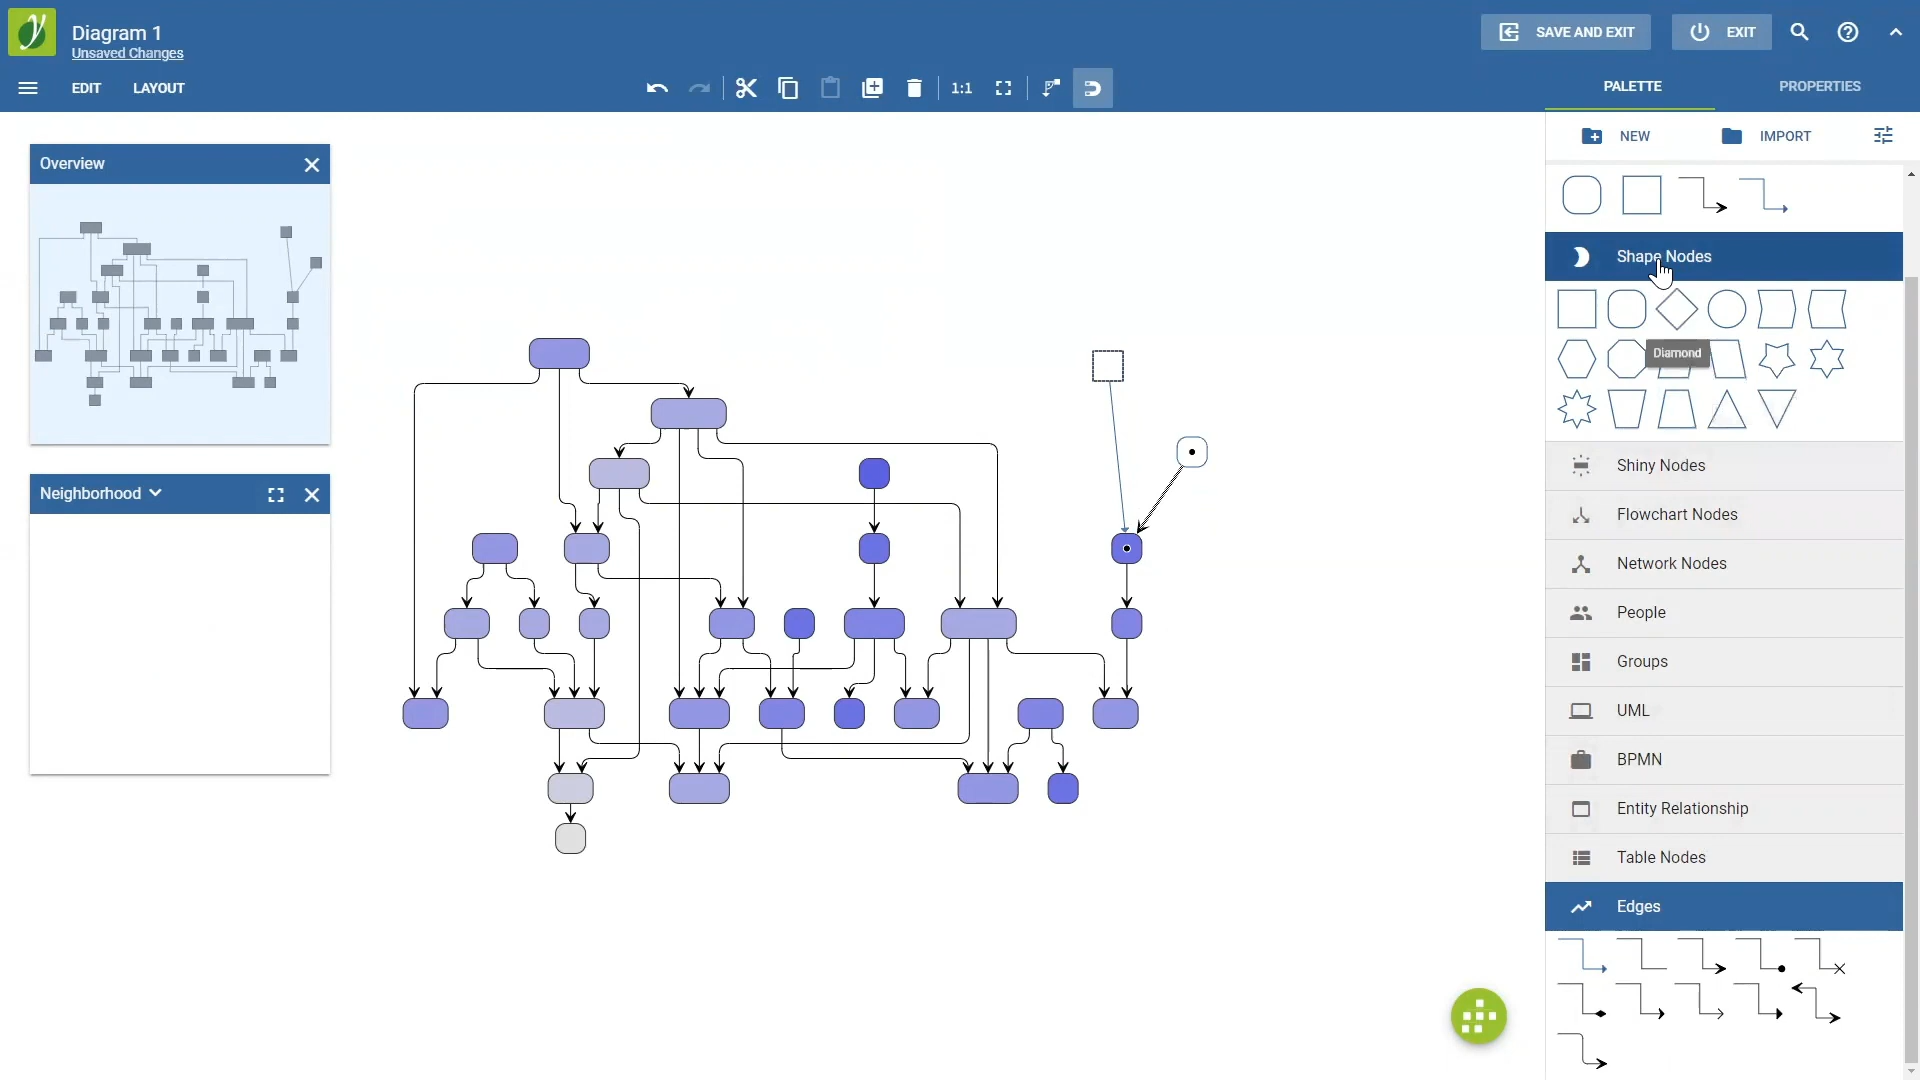 Diagram 1
Unsaved Changes
SAVE AND EXIT
EXIT
EDIT
LAYOUT
1:1
PALETTE
PROPERTIES
NEW
IMPORT
Overview
Neighborhood
Shape Nodes
Diamond
Shiny Nodes
Flowchart Nodes
Network Nodes
People
Groups
UML
BPMN
Entity Relationship
Table Nodes
Edges